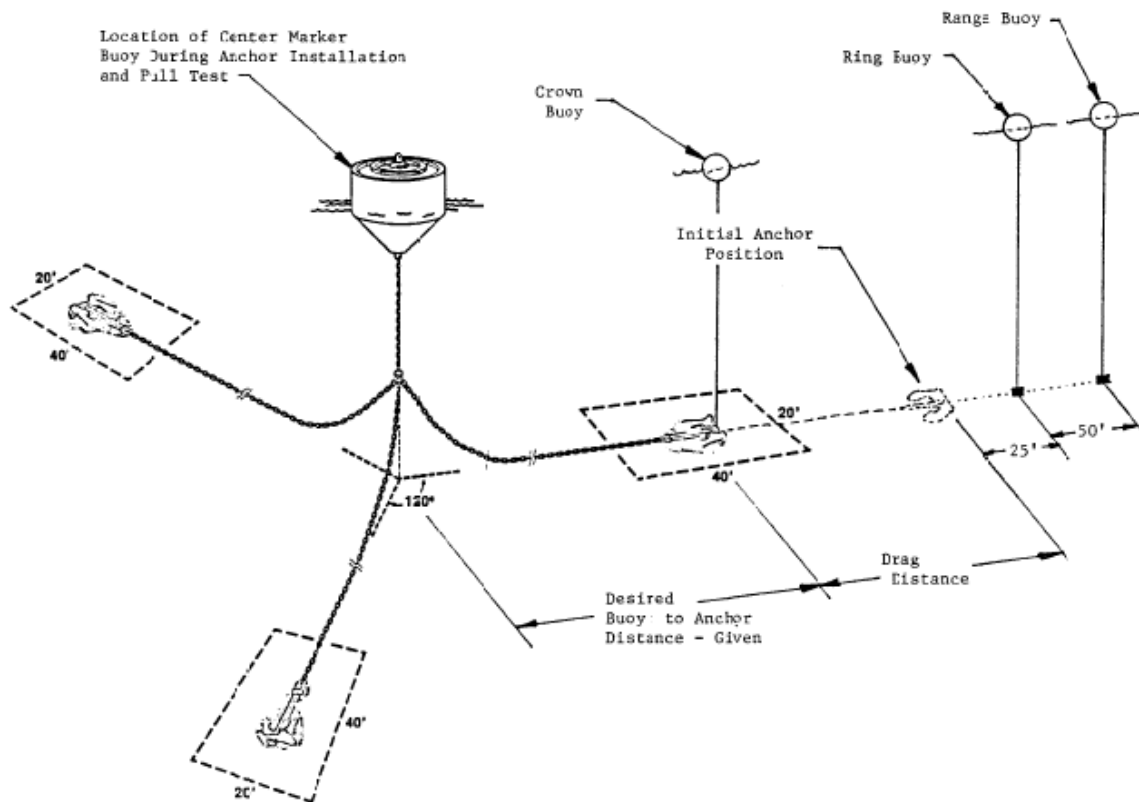 Range Buoy
Location of Center Marker
Buoy During Anchor Installation
and Pull Test
Ring Buoy
Crown
Buoy
Initial Anchor
Position
20'
40'
20'
40'
25'
50'
120°
Drag
Distance
Desired
Buoy to Anchor
Distance - Given
40'
20'